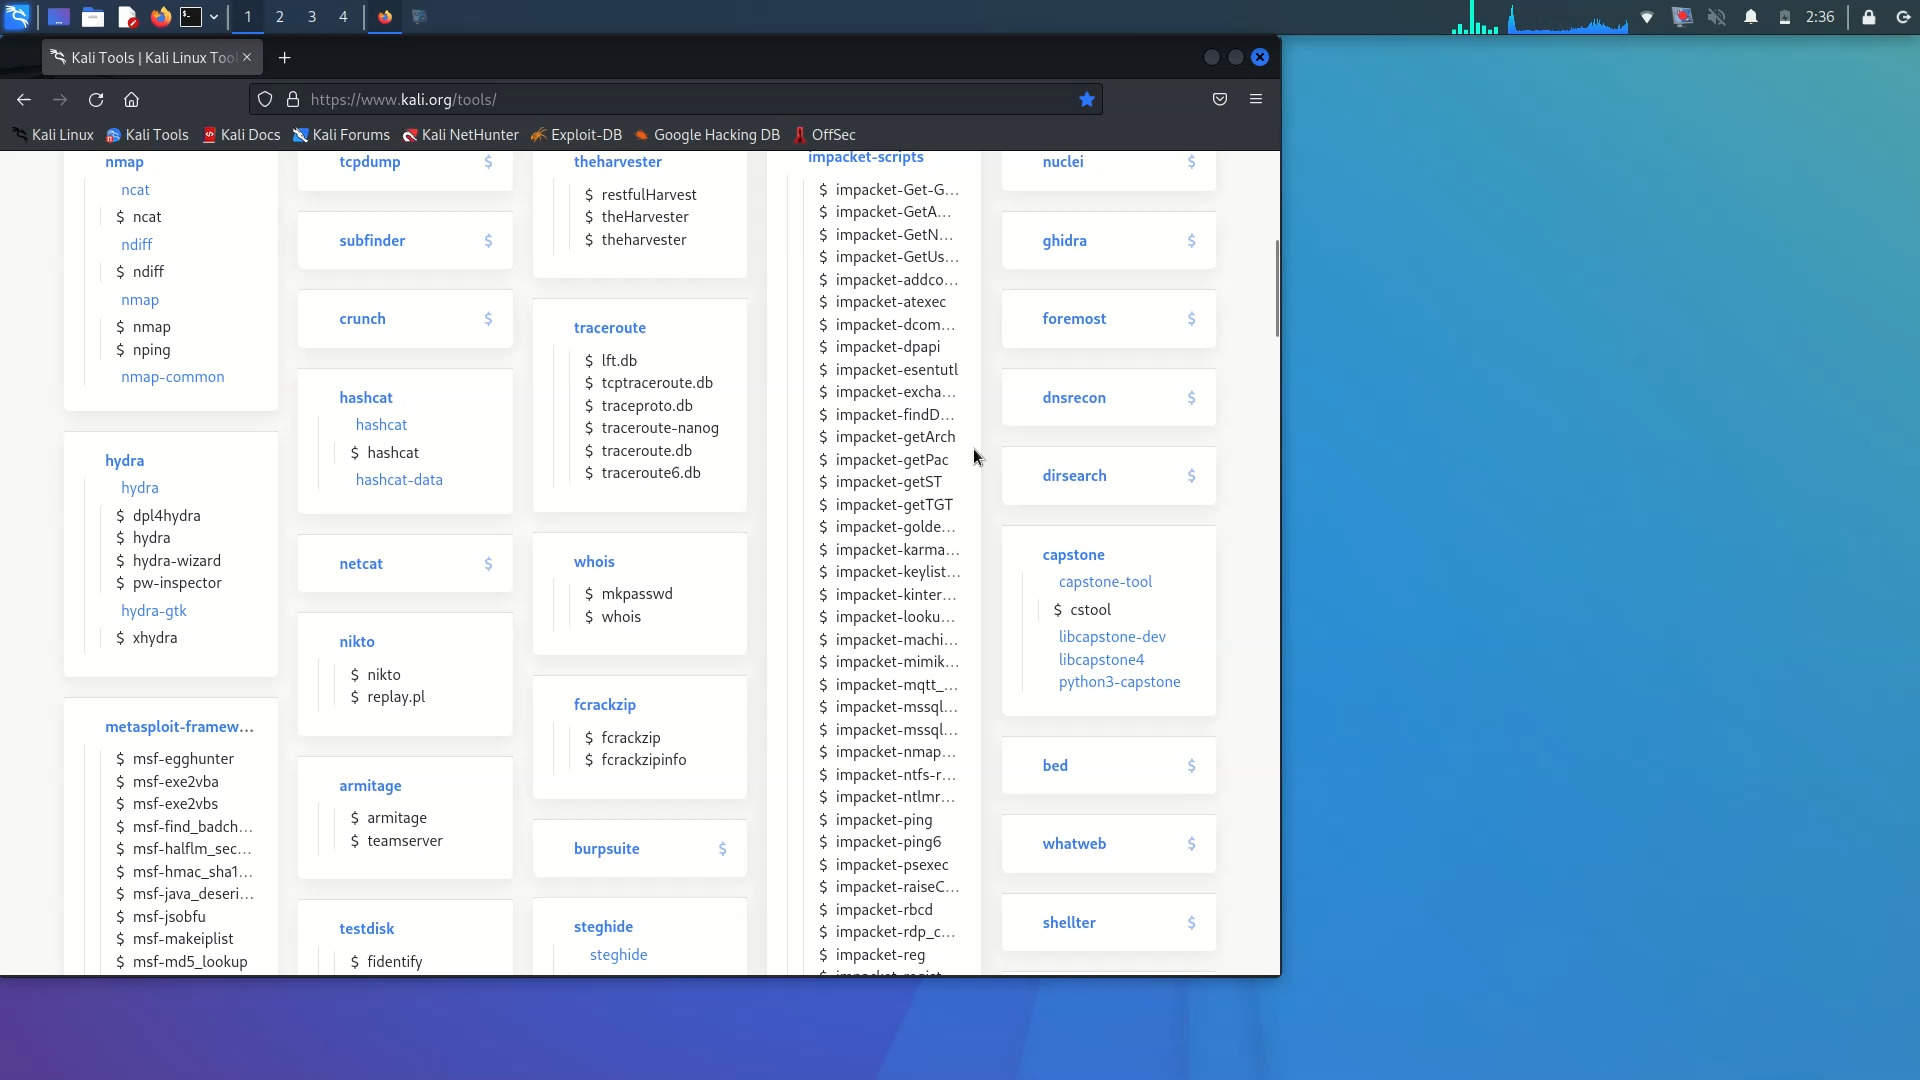 1 2 3 4
2:36
Kali Tools | Kali Linux Too
https://www.kali.org/tools/
Kali Linux
Kali Tools
Kali Docs
Kali Forums
Kali NetHunter
Exploit-DB
Google Hacking DB
OffSec
nmap
ncat
$ ncat
ndiff
$ ndiff
nmap
$ nmap
$ nping
nmap-common
hydra
hydra
$ dpl4hydra
$ hydra
$ hydra-wizard
$ pw-inspector
hydra-gtk
$ xhydra
metasploit-framew...
$ msf-egghunter
$ msf-exe2vba
$ msf-exe2vbs
$ msf-find_badch...
$ msf-halflm_sec...
$ msf-hmac_sha1...
$ msf-java_deseri...
$ msf-jsobfu
$ msf-makeiplist
$ msf-md5_lookup
tcpdump $
subfinder $
crunch $
hashcat
hashcat
$ hashcat
hashcat-data
netcat $
nikto
$ nikto
$ replay.pl
armitage
$ armitage
$ teamserver
testdisk
$ fidentify
theharvester
$ restfulHarvest
$ theHarvester
$ theharvester
traceroute
$ lft.db
$ tcptraceroute.db
$ traceproto.db
$ traceroute-nanog
$ traceroute.db
$ traceroute6.db
whois
$ mkpasswd
$ whois
fcrackzip
$ fcrackzip
$ fcrackzipinfo
burpsuite $
steghide
steghide
impacket-scripts
$ impacket-Get-G...
$ impacket-GetA...
$ impacket-GetN...
$ impacket-GetUs...
$ impacket-addco...
$ impacket-atexec
$ impacket-dcom...
$ impacket-dpapi
$ impacket-esentutl
$ impacket-excha...
$ impacket-findD...
$ impacket-getArch
$ impacket-getPac
$ impacket-getST
$ impacket-getTGT
$ impacket-golde...
$ impacket-karma...
$ impacket-keylist...
$ impacket-kinter...
$ impacket-looku...
$ impacket-machi...
$ impacket-mimik...
$ impacket-mqtt_...
$ impacket-mssql...
$ impacket-mssql...
$ impacket-nmap...
$ impacket-ntfs-r...
$ impacket-ntlmr...
$ impacket-ping
$ impacket-ping6
$ impacket-psexec
$ impacket-raiseC...
$ impacket-rbcd
$ impacket-rdp_c...
$ impacket-reg
nuclei $
ghidra $
foremost $
dnsrecon $
dirsearch $
capstone
capstone-tool
$ cstool
libcapstone-dev
libcapstone4
python3-capstone
bed $
whatweb $
shellter $